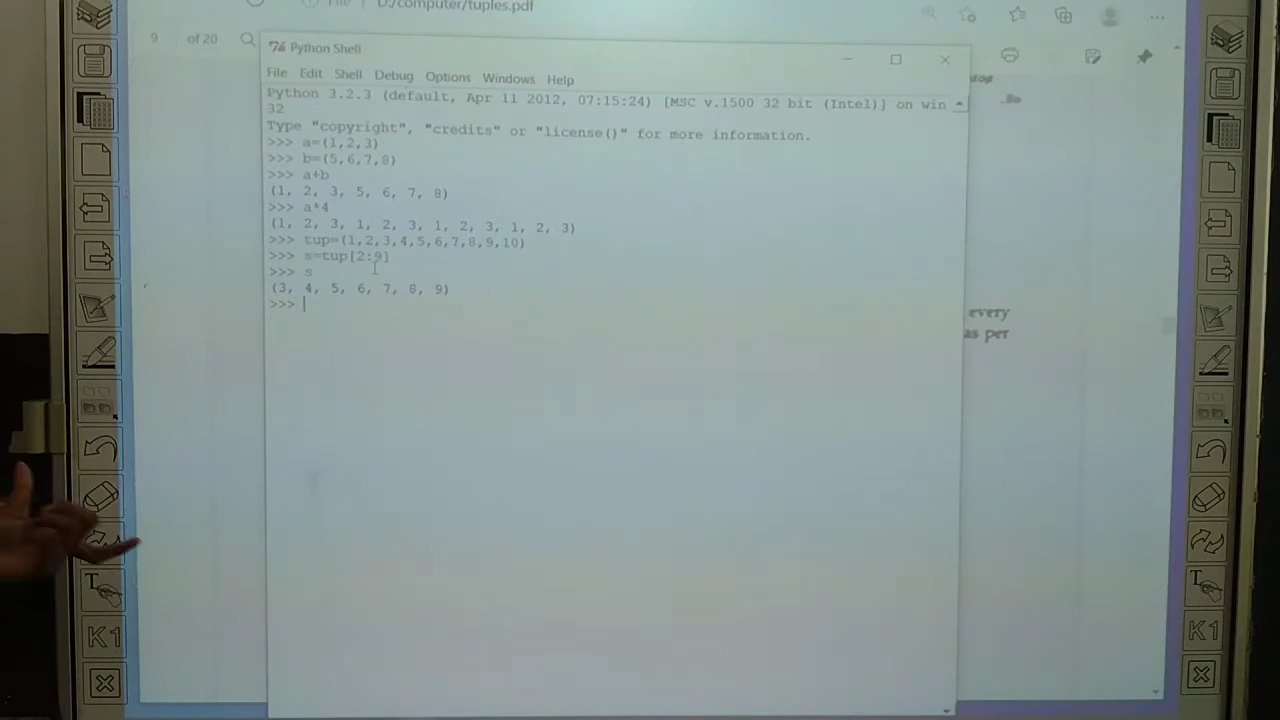 File D:/computer/tuples.pdf
9 of 20
Python Shell
File Edit Shell Debug Options Windows Help
Python 3.2.3 (default, Apr 11 2012, 07:15:24) [MSC v.1500 32 bit (Intel)] on win
32
Type "copyright", "credits" or "license()" for more information.
>>> a=(1,2,3)
>>> b=(5,6,7,8)
>>> a+b
(1, 2, 3, 5, 6, 7, 8)
>>> a*4
(1, 2, 3, 1, 2, 3, 1, 2, 3, 1, 2, 3)
>>> tup=(1,2,3,4,5,6,7,8,9,10)
>>> s=tup[2:9]
>>> s
(3, 4, 5, 6, 7, 8, 9)
>>>
every
as per
T
K1
T
K1